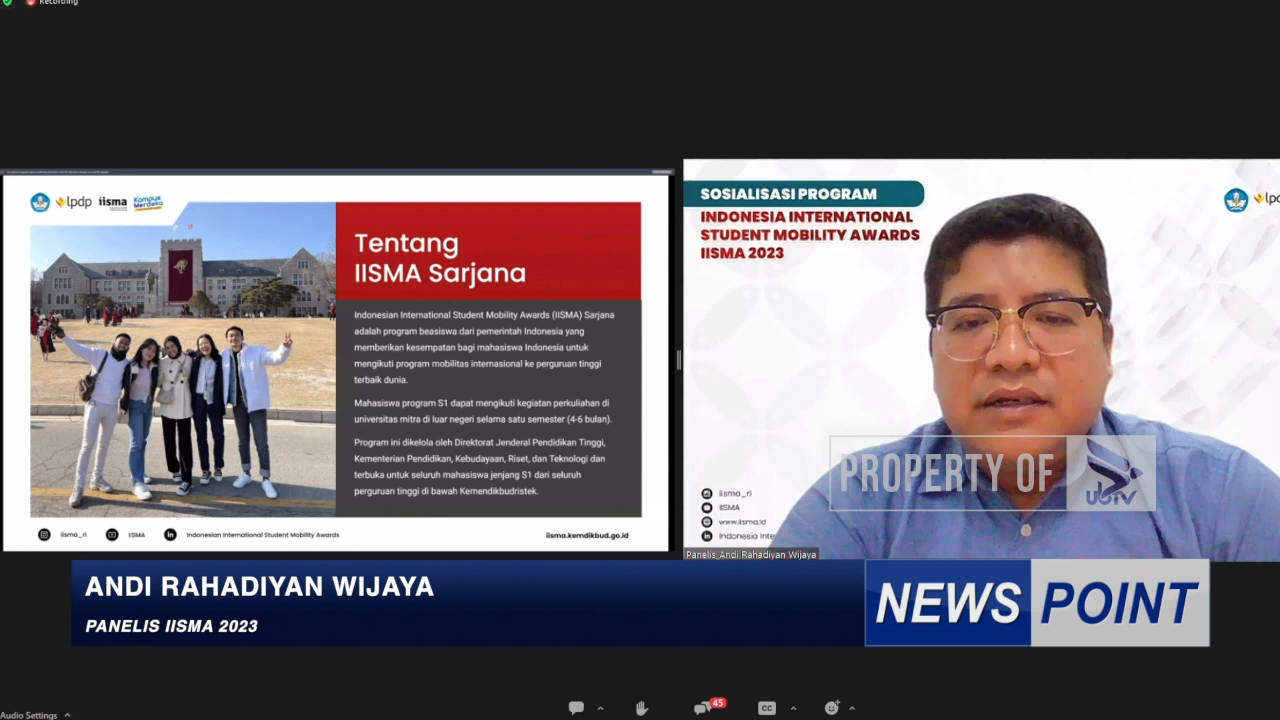 Recording
lpdp iisma Kampus Merdeka
Tentang
IISMA Sarjana
Indonesian International Student Mobility Awards (IISMA) Sarjana
adalah program beasiswa dari pemerintah Indonesia yang
memberikan kesempatan bagi mahasiswa Indonesia untuk
mengikuti program mobilitas internasional ke perguruan tinggi
terbaik dunia.
Mahasiswa program S1 dapat mengikuti kegiatan perkuliahan di
universitas mitra di luar negeri selama satu semester (4-6 bulan).
Program ini dikelola oleh Direktorat Jenderal Pendidikan Tinggi,
Kementerian Pendidikan, Kebudayaan, Riset, dan Teknologi dan
terbuka untuk seluruh mahasiswa jenjang S1 dari seluruh
perguruan tinggi di bawah Kemendikbudristek.
iisma_ri IISMA Indonesian International Student Mobility Awards iisma.kemdikbud.go.id
SOSIALISASI PROGRAM
INDONESIA INTERNATIONAL
STUDENT MOBILITY AWARDS
IISMA 2023
lpd
PROPERTY OF UBTV
iisma_ri
IISMA
www.iisma.id
Indonesia Inte
Panelis_Andi Rahadiyan Wijaya
ANDI RAHADIYAN WIJAYA
PANELIS IISMA 2023
NEWS POINT
45
CC
Audio Settings